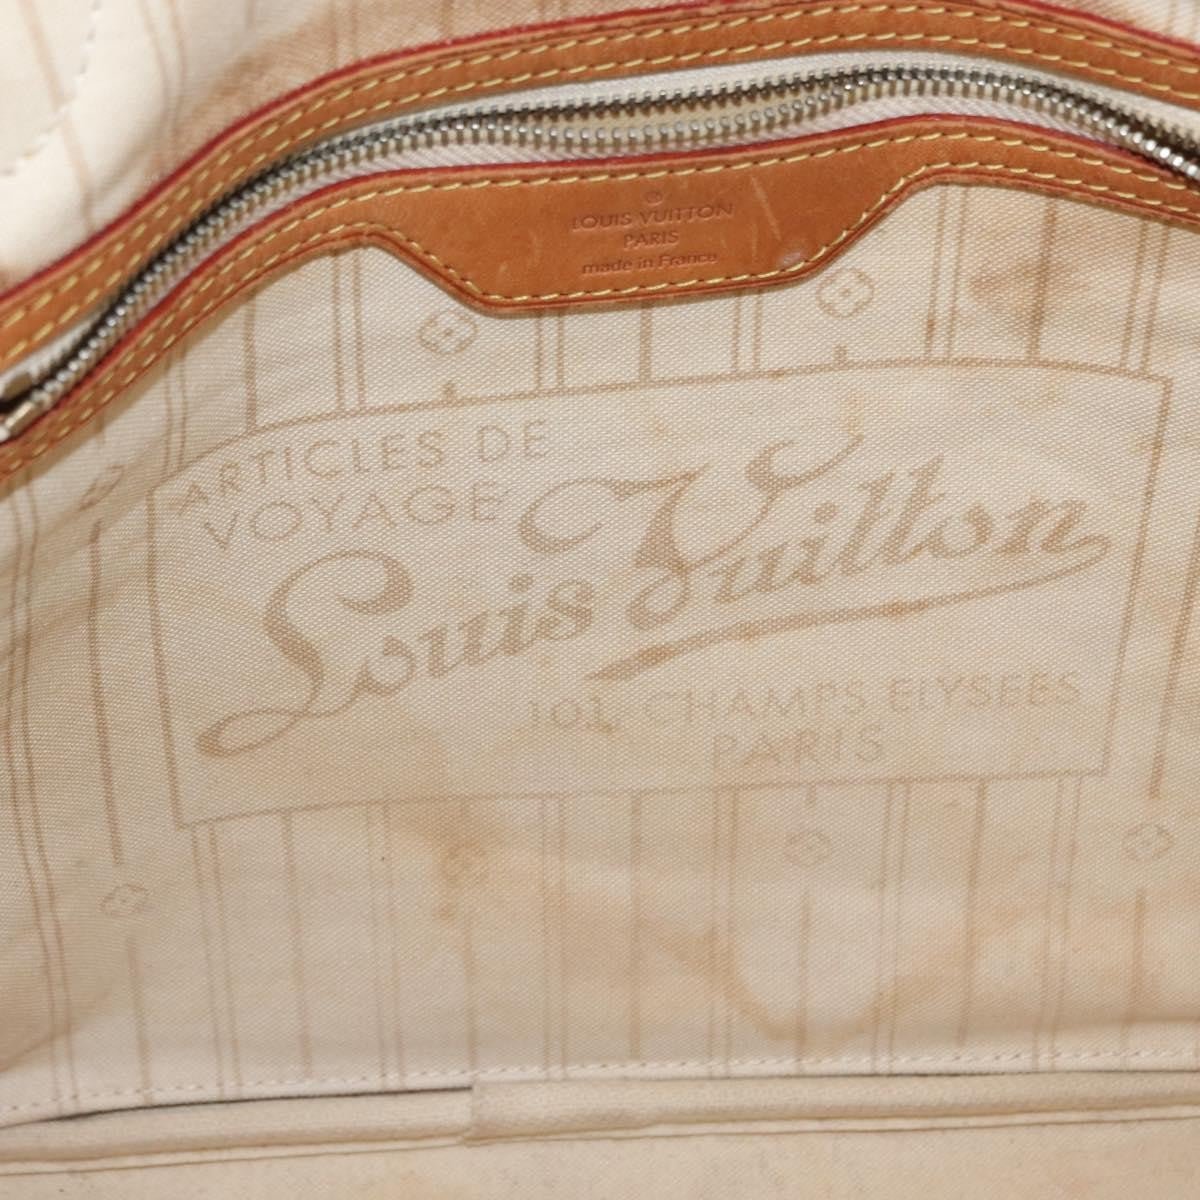 LOUIS VUITTON
PARIS
made in France
ARTICLES DE
VOYAGE
Louis Vuitton
101, CHAMPS ELYSEES
PARIS